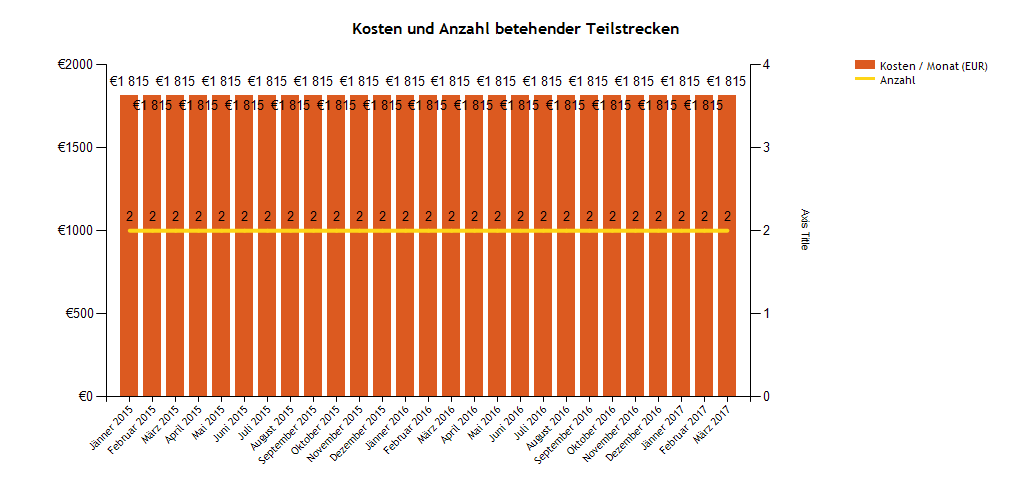 Kosten und Anzahl betehender Teilstrecken
€2000
€1500
€1000
€500
€0
€1 815 €1 815 €1 815 €1 815 €1 815 €1 815 €1 815 €1 815 €1 815 €1 815 €1 815 €1 815 €1 815 €1 815
€1 815 €1 815 €1 815 €1 815 €1 815 €1 815 €1 815 €1 815 €1 815 €1 815 €1 815 €1 815 €1 815
2 2 2 2 2 2 2 2 2 2 2 2 2 2 2 2 2 2 2 2 2 2 2 2 2 2 2
4
3
2
1
0
Axis Title
Kosten / Monat (EUR)
Anzahl
Jänner 2015
Februar 2015
März 2015
April 2015
Mai 2015
Juni 2015
Juli 2015
August 2015
September 2015
Oktober 2015
November 2015
Dezember 2015
Jänner 2016
Februar 2016
März 2016
April 2016
Mai 2016
Juni 2016
Juli 2016
August 2016
September 2016
Oktober 2016
November 2016
Dezember 2016
Jänner 2017
Februar 2017
März 2017